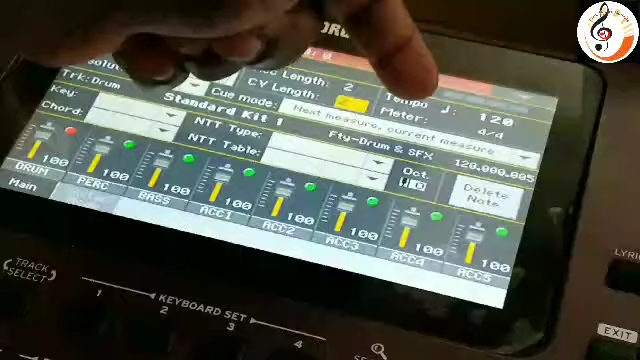 Rec Length: 2
CV Length: 2
Tempo ♩: 120
Trk: Drum
Cue mode:
Next measure, current measure
Meter: 4/4
Key:
Standard Kit 1
Fty-Drum & SFX 120.000.005
Chord:
NTT Type:
NTT Table:
Oct.
Delete Note
100 100 100 100 100 100 100 100
DRUM PERC BASS ACC1 ACC2 ACC3 ACC4 ACC5
Main
TRACK SELECT
KEYBOARD SET
1 2 3 4
LYRIC
EXIT